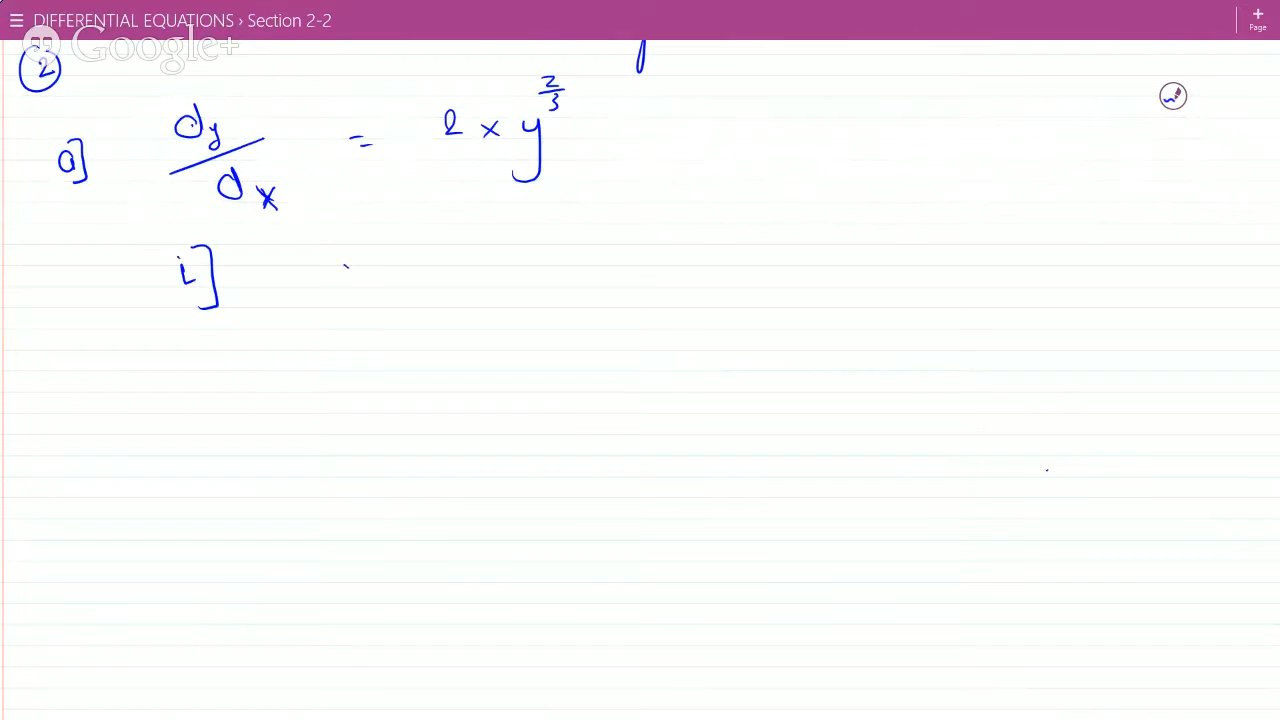 DIFFERENTIAL EQUATIONS › Section 2-2
Page
Google+
2
a] dy/dx = 2 x y^{2/3}
i]